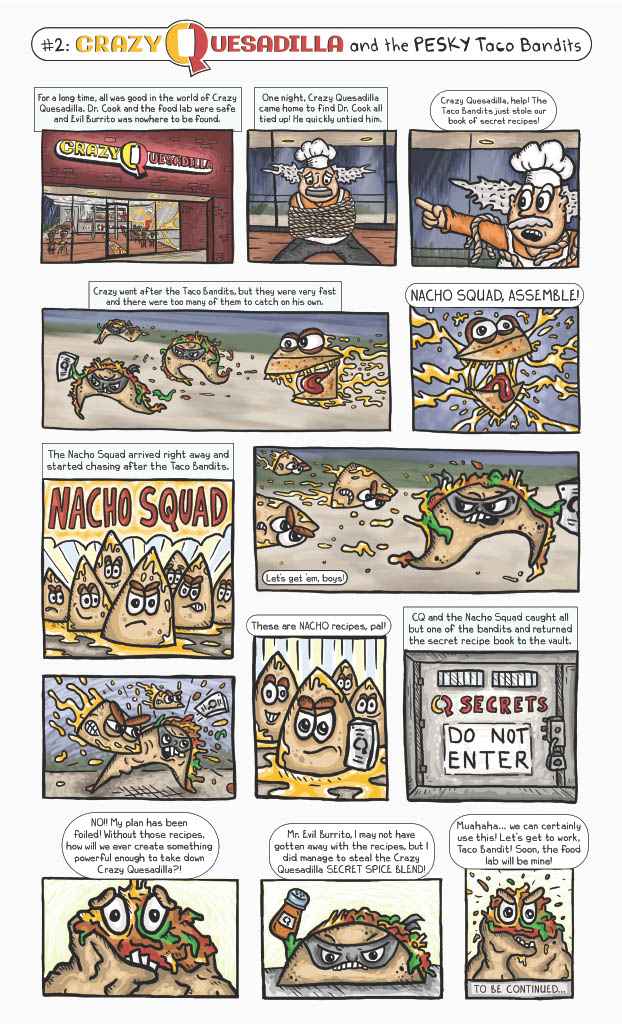 #2: CRAZY QUESADILLA and the PESKY Taco Bandits
For a long time, all was good in the world of Crazy
Quesadilla. Dr. Cook and the food lab were safe
and Evil Burrito was nowhere to be found.
CRAZY QUESADILLA
One night, Crazy Quesadilla
came home to find Dr. Cook all
tied up! He quickly untied him.
Crazy Quesadilla, help! The
Taco Bandits just stole our
book of secret recipes!
Crazy went after the Taco Bandits, but they were very fast
and there were too many of them to catch on his own.
NACHO SQUAD, ASSEMBLE!
The Nacho Squad arrived right away and
started chasing after the Taco Bandits.
NACHO SQUAD
Let's get 'em, boys!
These are NACHO recipes, pal!
CQ and the Nacho Squad caught all
but one of the bandits and returned
the secret recipe book to the vault.
CQ SECRETS
DO NOT
ENTER
NO!! My plan has been
foiled! Without those recipes,
how will we ever create something
powerful enough to take down
Crazy Quesadilla?!
Mr. Evil Burrito, I may not have
gotten away with the recipes, but I
did manage to steal the Crazy
Quesadilla SECRET SPICE BLEND!
Muahaha... we can certainly
use this! Let's get to work,
Taco Bandit! Soon, the food
lab will be mine!
TO BE CONTINUED...